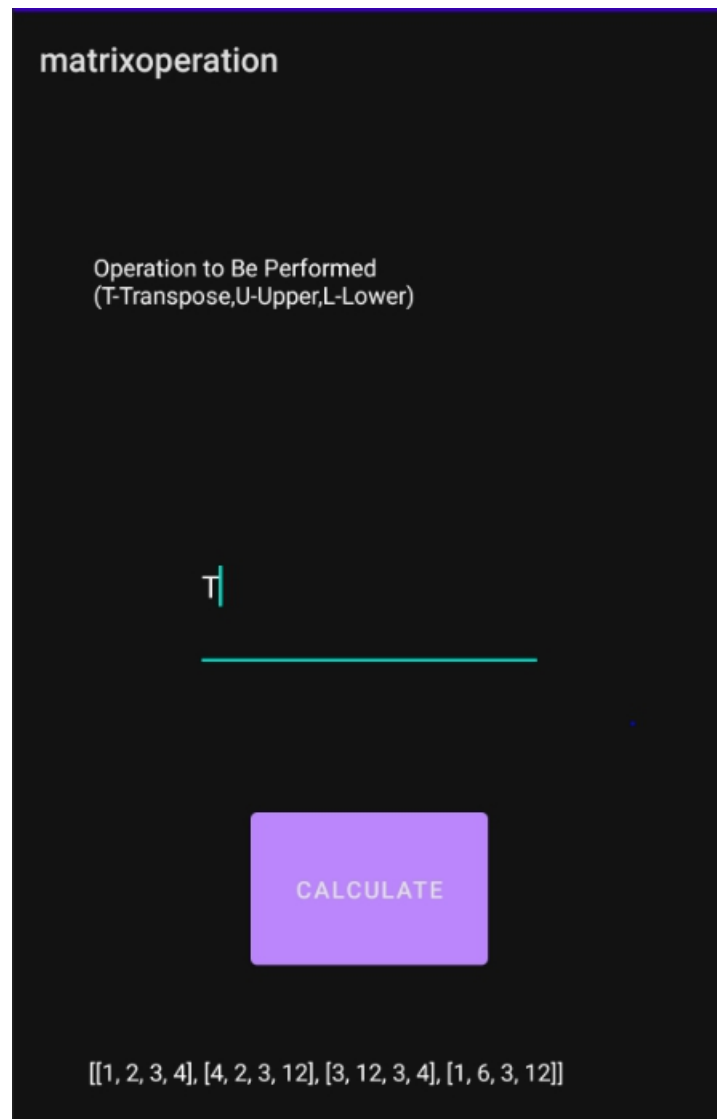 matrixoperation
Operation to Be Performed
(T-Transpose,U-Upper,L-Lower)
T
CALCULATE
[[1, 2, 3, 4], [4, 2, 3, 12], [3, 12, 3, 4], [1, 6, 3, 12]]